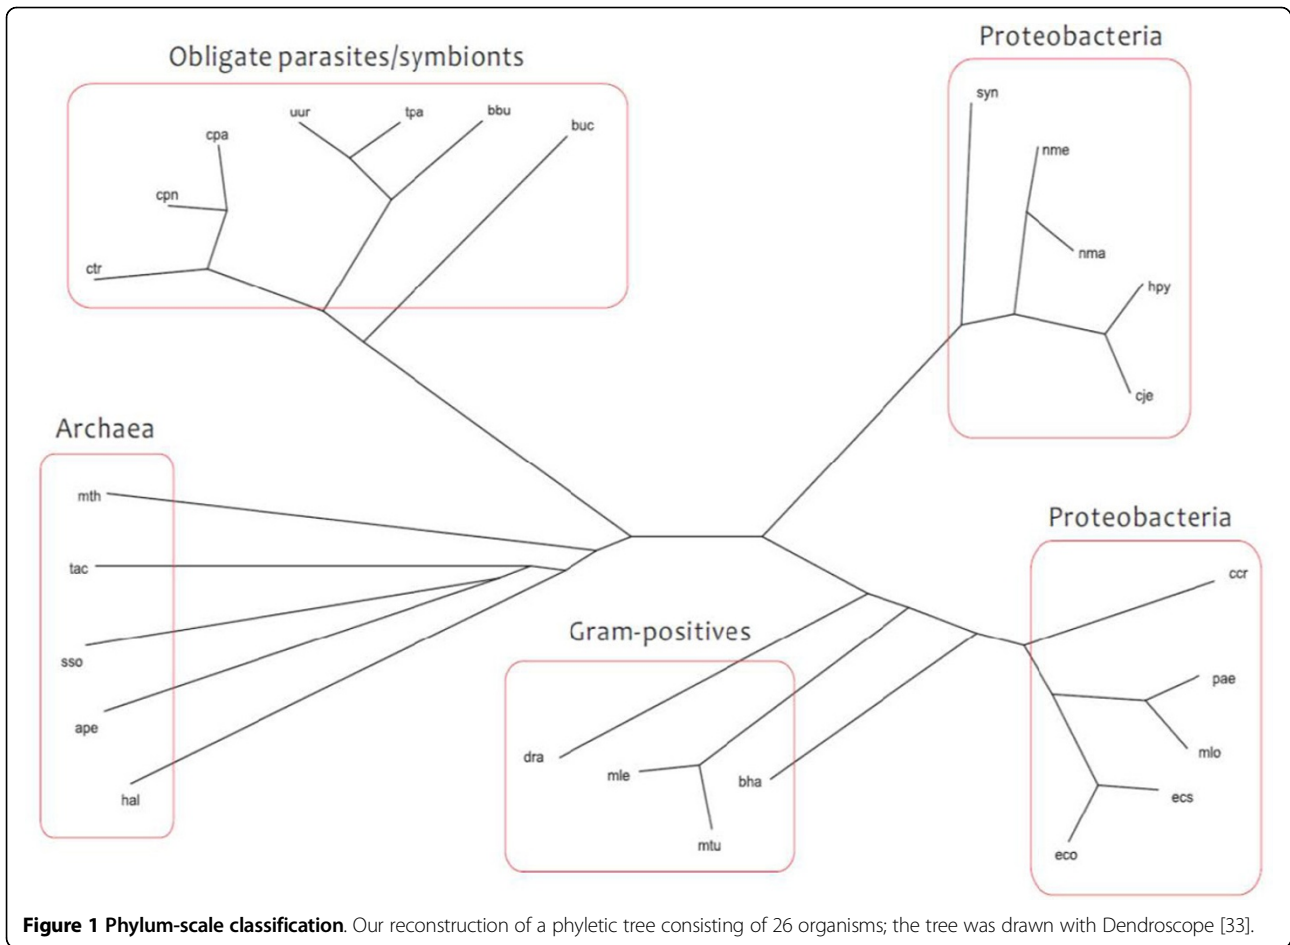 Obligate parasites/symbionts
uur
tpa
bbu
buc
cpa
cpn
ctr
Proteobacteria
syn
nme
nma
hpy
cje
Archaea
mth
tac
sso
ape
hal
Gram-positives
dra
mle
bha
mtu
Proteobacteria
ccr
pae
mlo
ecs
eco
Figure 1 Phylum-scale classification. Our reconstruction of a phyletic tree consisting of 26 organisms; the tree was drawn with Dendroscope [33].